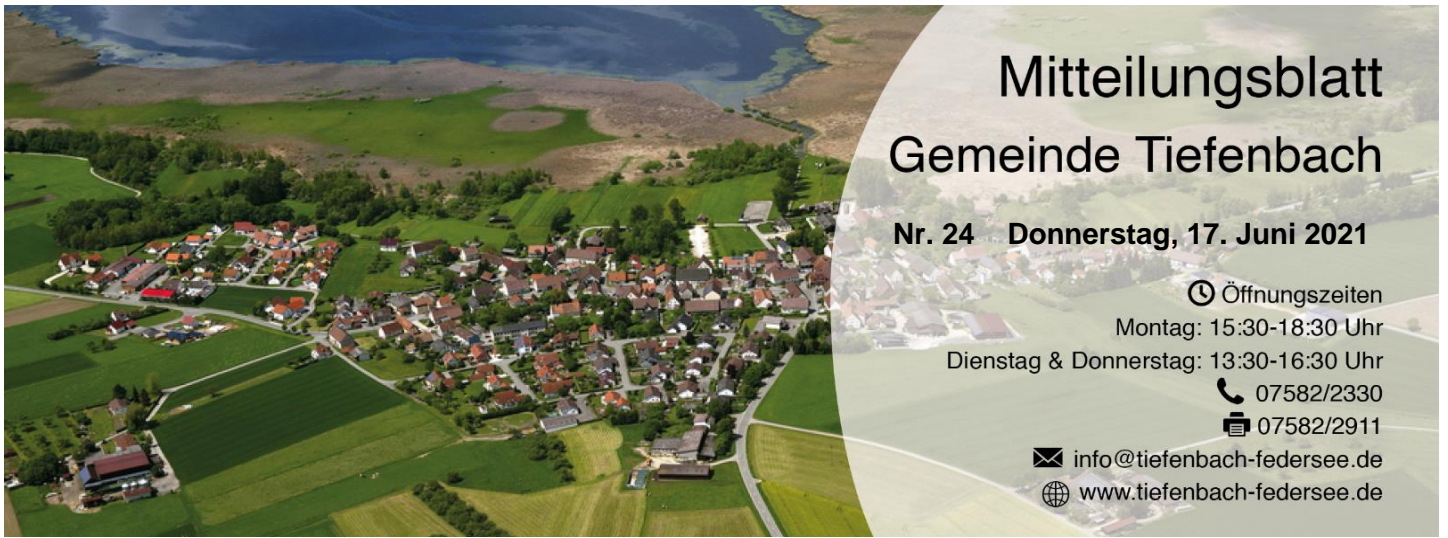 Mitteilungsblatt
Gemeinde Tiefenbach
Nr. 24 Donnerstag, 17. Juni 2021
Öffnungszeiten
Montag: 15:30-18:30 Uhr
Dienstag & Donnerstag: 13:30-16:30 Uhr
07582/2330
07582/2911
info@tiefenbach-federsee.de
www.tiefenbach-federsee.de